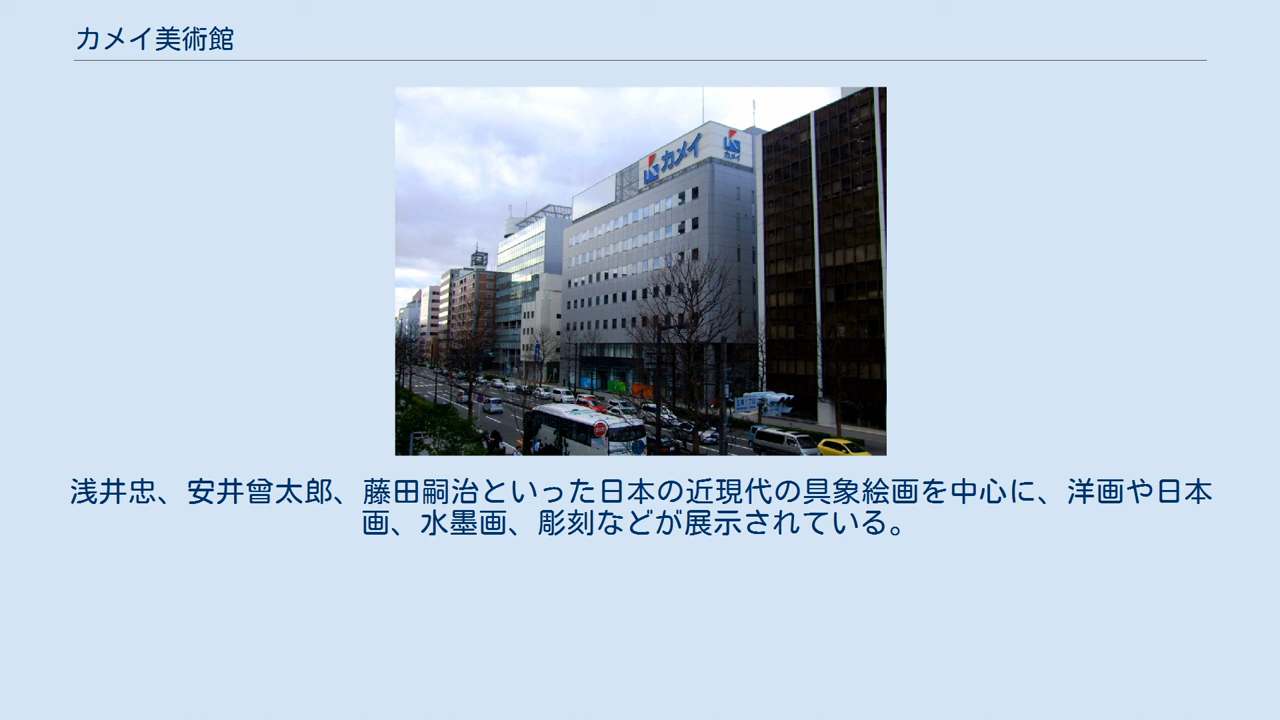 カメイ美術館
カメイ
カメイ
浅井忠、安井曾太郎、藤田嗣治といった日本の近現代の具象絵画を中心に、洋画や日本
画、水墨画、彫刻などが展示されている。